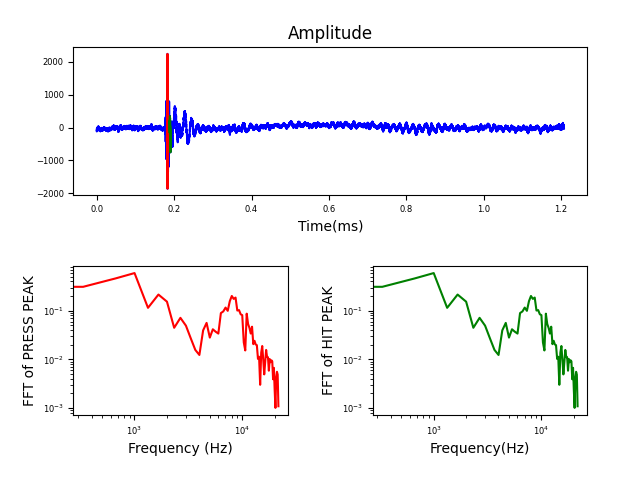 Amplitude
2000
1000
0
−1000
−2000
0.0 0.2 0.4 0.6 0.8 1.0 1.2
Time(ms)
FFT of PRESS PEAK
10⁻¹
10⁻²
10⁻³
10³ 10⁴
Frequency (Hz)
FFT of HIT PEAK
10⁻¹
10⁻²
10⁻³
10³ 10⁴
Frequency(Hz)